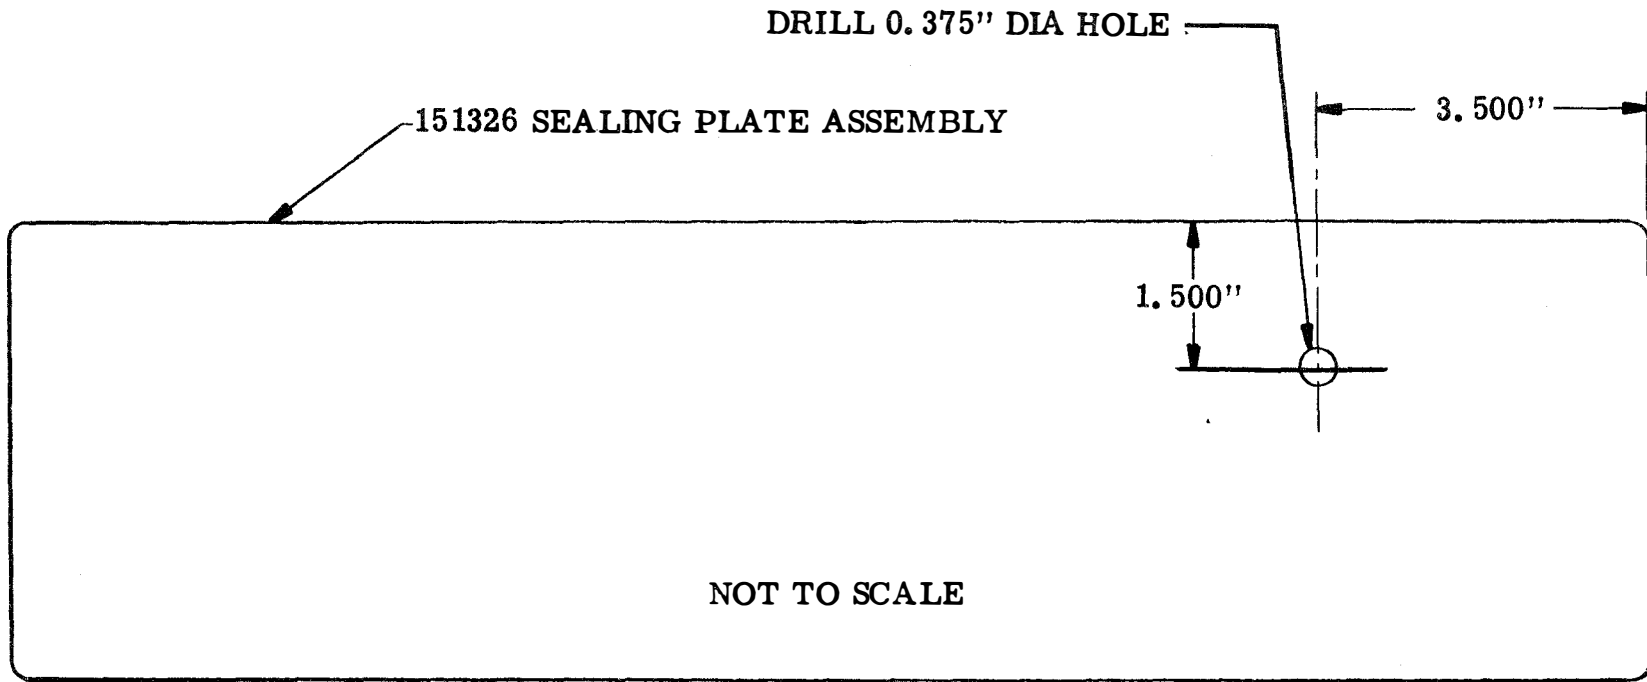 DRILL 0.375" DIA HOLE
3.500"
151326 SEALING PLATE ASSEMBLY
1.500"
NOT TO SCALE